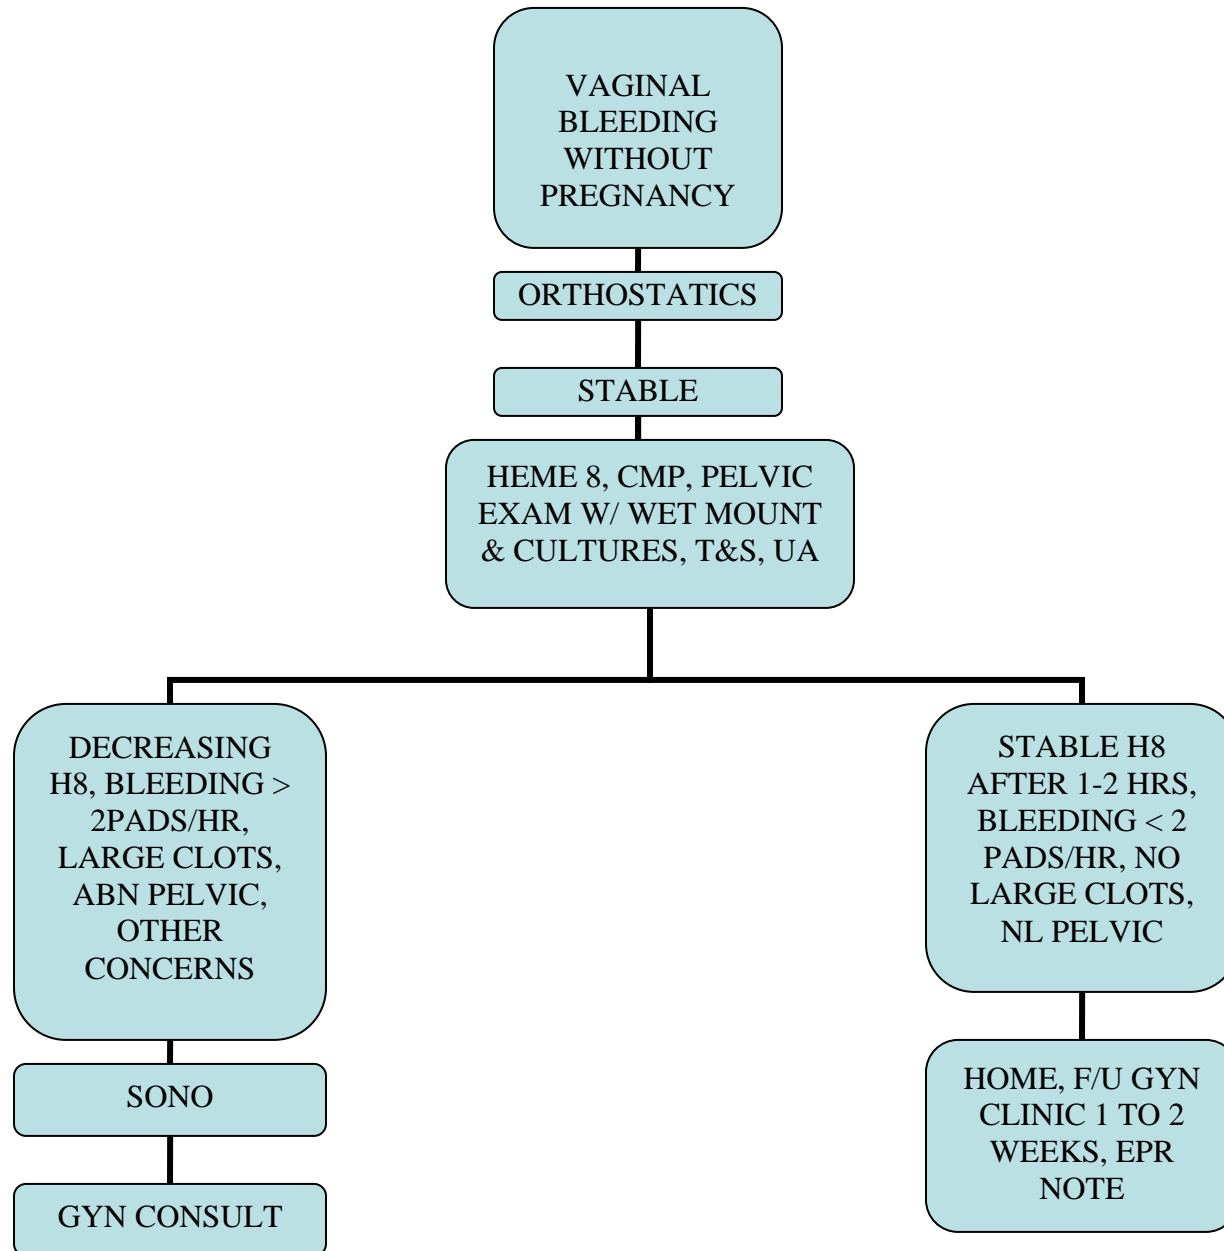 VAGINAL
BLEEDING
WITHOUT
PREGNANCY
ORTHOSTATICS
STABLE
HEME 8, CMP, PELVIC
EXAM W/ WET MOUNT
& CULTURES, T&S, UA
DECREASING
H8, BLEEDING >
2PADS/HR,
LARGE CLOTS,
ABN PELVIC,
OTHER
CONCERNS
SONO
GYN CONSULT
STABLE H8
AFTER 1-2 HRS,
BLEEDING < 2
PADS/HR, NO
LARGE CLOTS,
NL PELVIC
HOME, F/U GYN
CLINIC 1 TO 2
WEEKS, EPR
NOTE